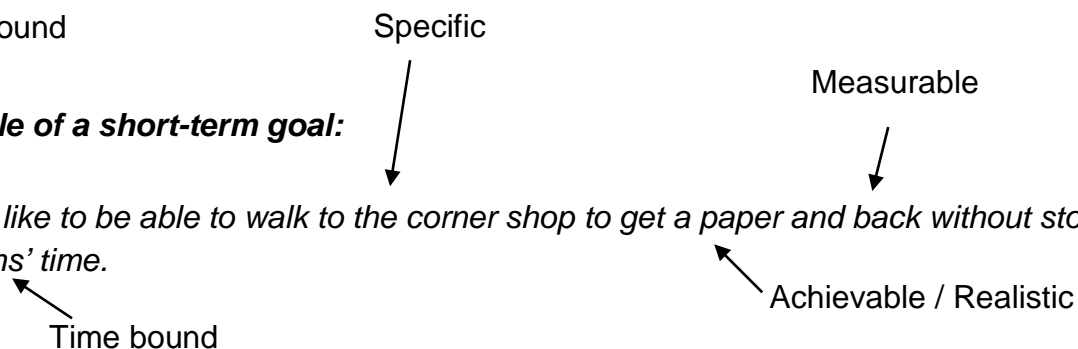 ound
Specific
Measurable
le of a short-term goal:
like to be able to walk to the corner shop to get a paper and back without sto
ns’ time.
Achievable / Realistic
Time bound